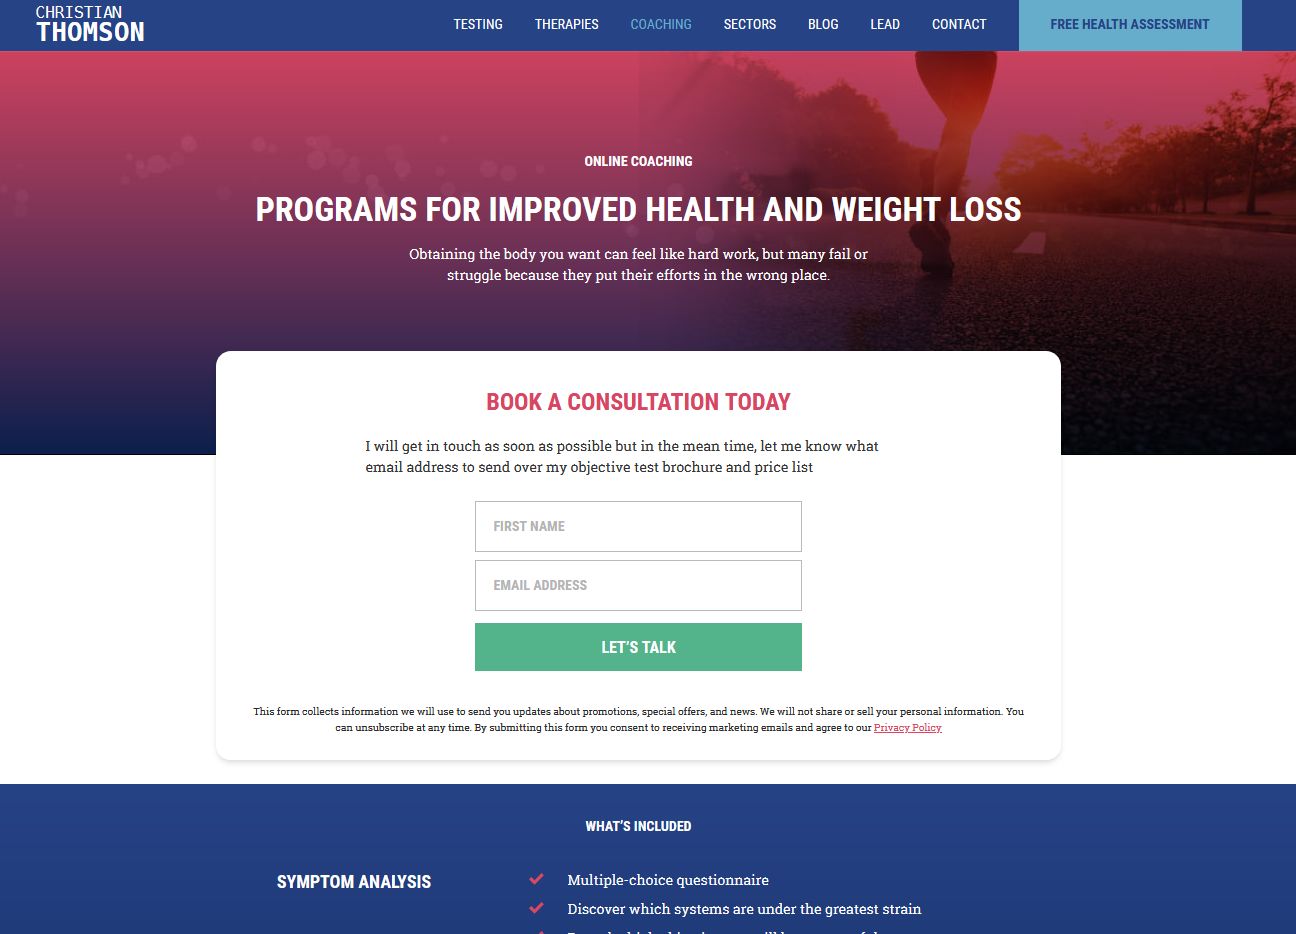 CHRISTIAN
THOMSON
TESTING THERAPIES COACHING SECTORS BLOG LEAD CONTACT FREE HEALTH ASSESSMENT
ONLINE COACHING
PROGRAMS FOR IMPROVED HEALTH AND WEIGHT LOSS
Obtaining the body you want can feel like hard work, but many fail or
struggle because they put their efforts in the wrong place.
BOOK A CONSULTATION TODAY
I will get in touch as soon as possible but in the mean time, let me know what
email address to send over my objective test brochure and price list
FIRST NAME
EMAIL ADDRESS
LET'S TALK
This form collects information we will use to send you updates about promotions, special offers, and news. We will not share or sell your personal information. You
can unsubscribe at any time. By submitting this form you consent to receiving marketing emails and agree to our Privacy Policy
WHAT'S INCLUDED
SYMPTOM ANALYSIS
Multiple-choice questionnaire
Discover which systems are under the greatest strain